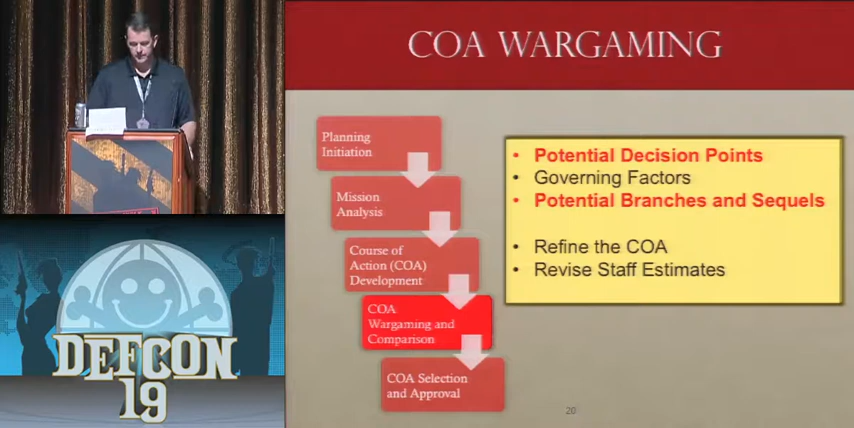 COA WARGAMING
Planning
Initiation
Mission
Analysis
Course of
Action (COA)
Development
COA
Wargaming and
Comparison
COA Selection
and Approval
• Potential Decision Points
• Governing Factors
• Potential Branches and Sequels
• Refine the COA
• Revise Staff Estimates
20
DEFCON
19